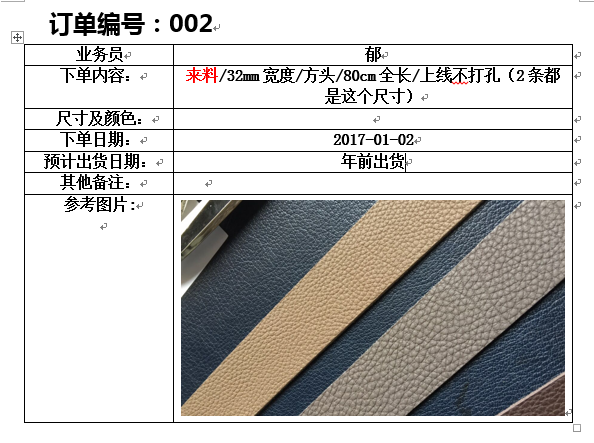 订单编号：002
业务员
郁
下单内容：
来料/32mm宽度/方头/80cm全长/上线不打孔（2条都
是这个尺寸）
尺寸及颜色：
下单日期：
2017-01-02
预计出货日期：
年前出货
其他备注：
参考图片: